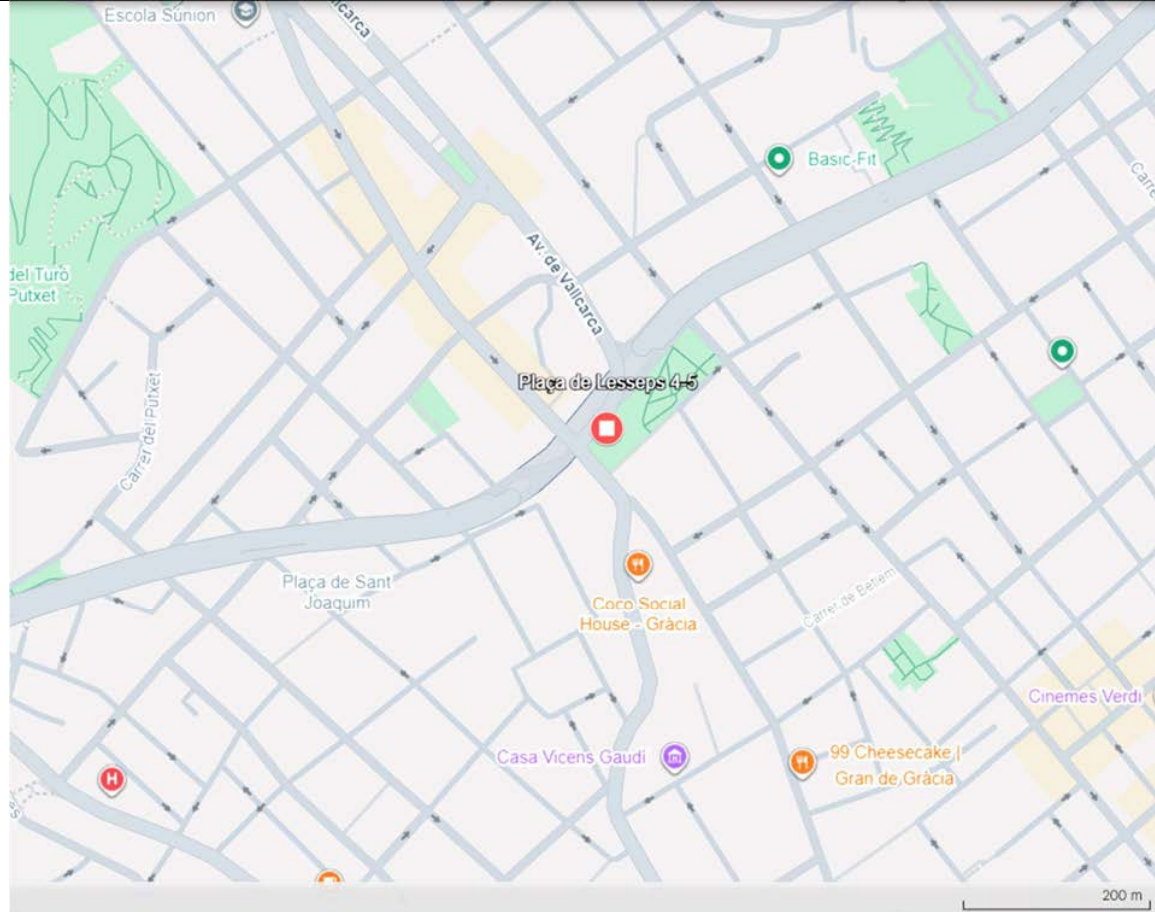 Escola Súnion
Basic-Fit
Av. de Vallcarca
del Turó
Putxet
Plaça de Lesseps 4-5
Carrer del Putxet
Plaça de Sant
Joaquim
Coco Social
House - Gràcia
Carrer de Betlem
Cinemes Verdi
Casa Vicens Gaudí
99 Cheesecake |
Gran de Gràcia
H
200 m